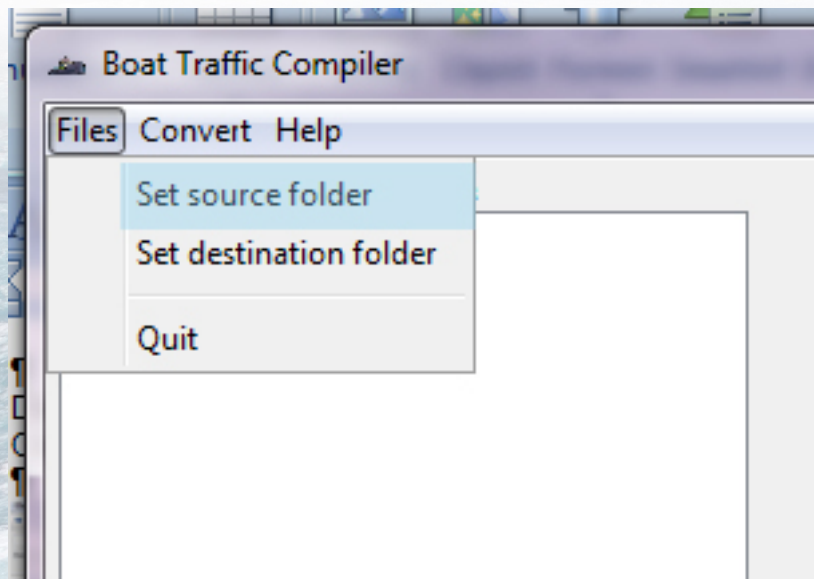 Boat Traffic Compiler
Files Convert Help
Set source folder
Set destination folder
Quit